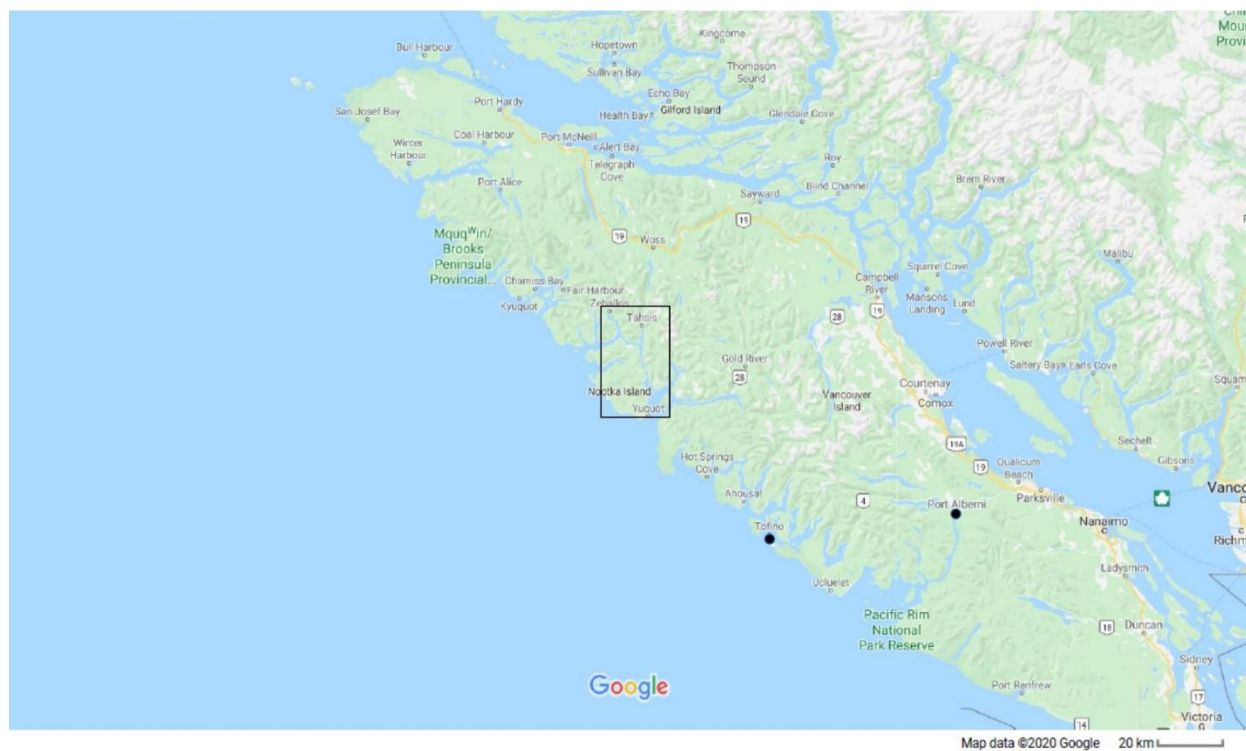 Kingcome
Bull Harbour
Hopetown
Sullivan Bay
Thompson
Sound
Echo Bay
Gilford Island
Health Bay
Glendale Cove
Port Hardy
San Josef Bay
Winter
Harbour
Coal Harbour
Port McNeill
Alert Bay
Telegraph
Cove
Port Alice
Roy
Blind Channel
Brem River
Sayward
19
19
Woss
Mquqʷin/
Brooks
Peninsula
Provincial...
Malibu
Campbell
River
Squirrel Cove
Mansons
Landing
Lund
Chamiss Bay
Fair Harbour
Kyuquot
Zeballos
Tahsis
28
19
Powell River
Saltery Bay
Earls Cove
Gold River
28
Nootka Island
Yuquot
Vancouver
Island
Courtenay
Comox
19A
19
Squam
Sechelt
Gibsons
Hot Springs
Cove
Ahousat
4
Qualicum
Beach
Parksville
Port Alberni
Nanaimo
Vanco
Richm
Tofino
Ucluelet
Ladysmith
Pacific Rim
National
Park Reserve
18
Duncan
Sidney
17
Port Renfrew
14
Victoria
Google
Map data ©2020 Google 20 km